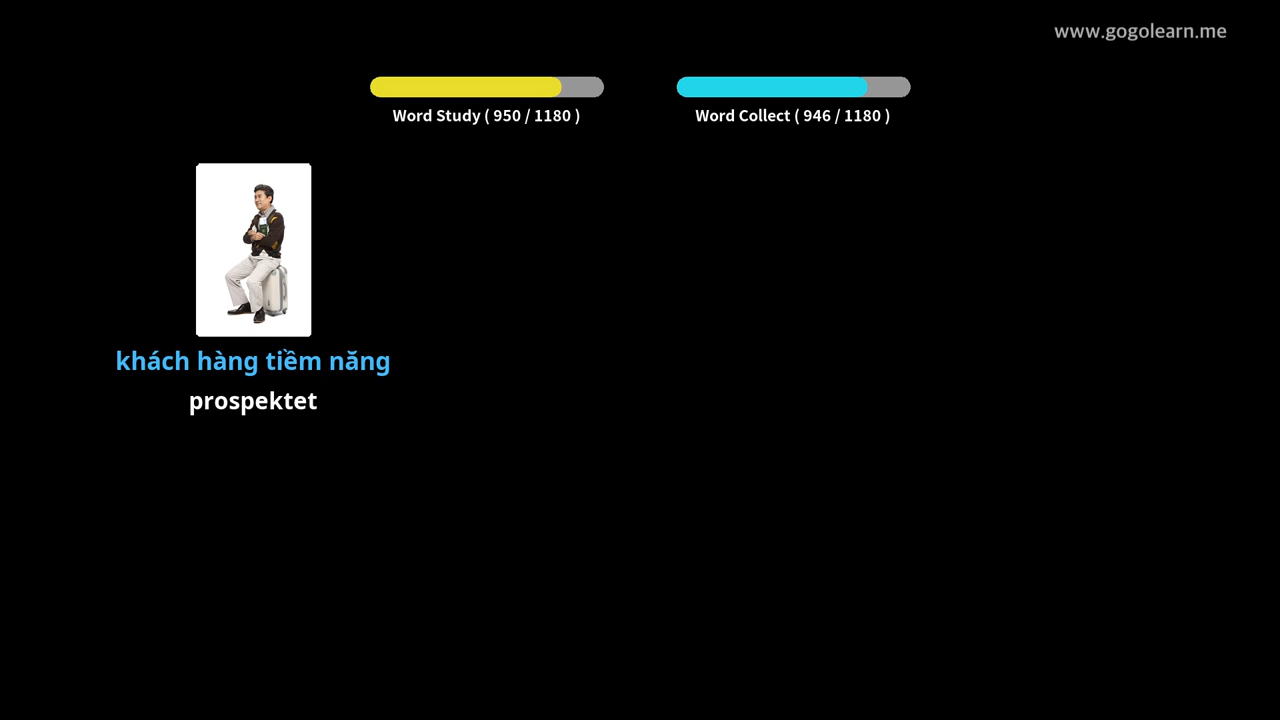 www.gogolearn.me
Word Study ( 950 / 1180 )
Word Collect ( 946 / 1180 )
khách hàng tiềm năng
prospektet